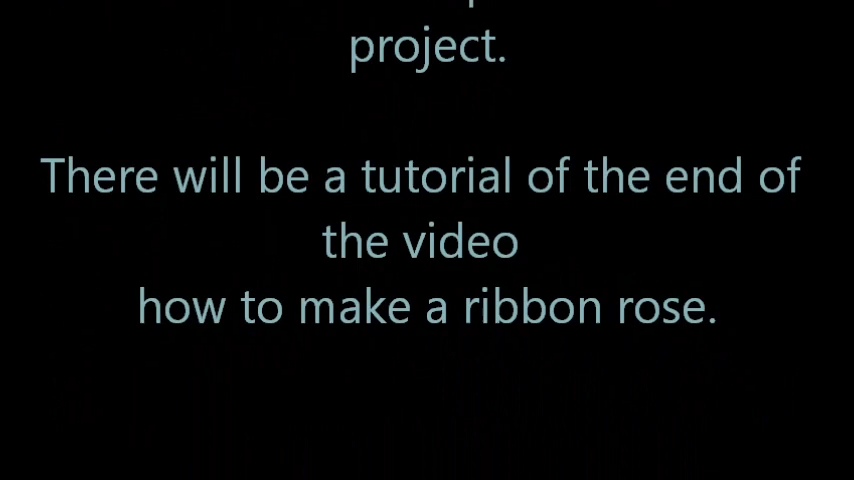 project.
There will be a tutorial of the end of
the video
how to make a ribbon rose.